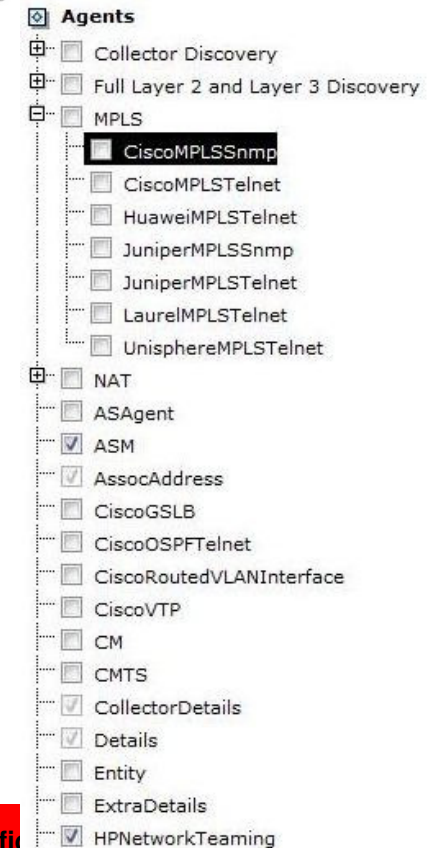 Agents
Collector Discovery
Full Layer 2 and Layer 3 Discovery
MPLS
CiscoMPLSSnmp
CiscoMPLSTelnet
HuaweiMPLSTelnet
JuniperMPLSSnmp
JuniperMPLSTelnet
LaurelMPLSTelnet
UnisphereMPLSTelnet
NAT
ASAgent
ASM
AssocAddress
CiscoGSLB
CiscoOSPFTelnet
CiscoRoutedVLANInterface
CiscoVTP
CM
CMTS
CollectorDetails
Details
Entity
ExtraDetails
HPNetworkTeaming